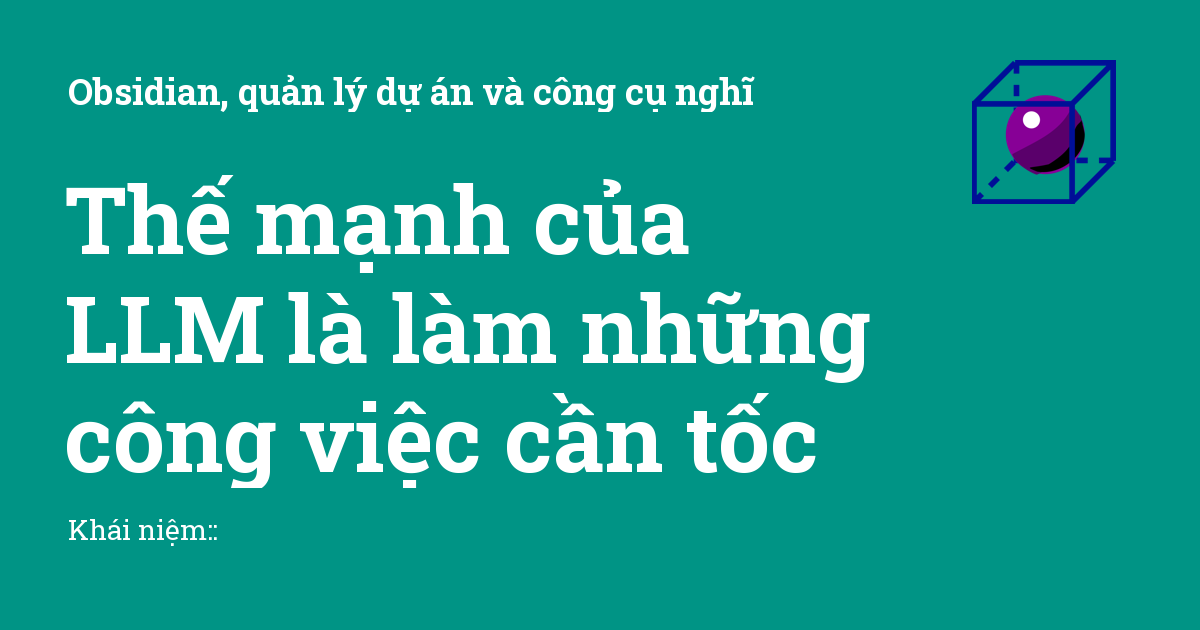 Obsidian, quản lý dự án và công cụ nghĩ
Thế mạnh của
LLM là làm những
công việc cần tốc
Khái niệm::